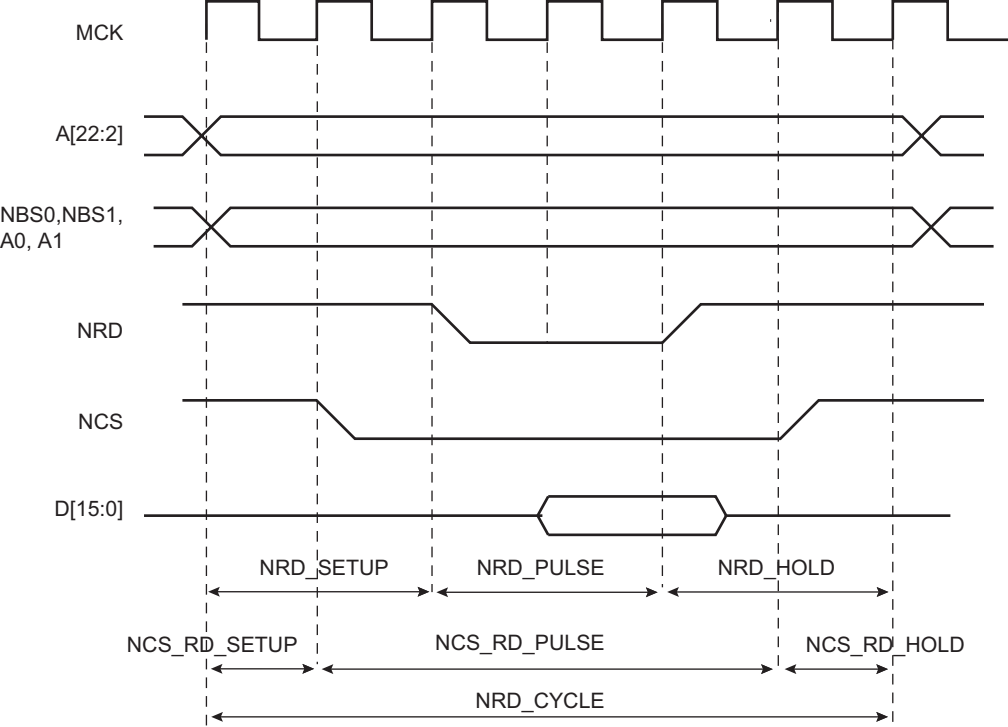 MCK
A[22:2]
NBS0,NBS1,
A0, A1
NRD
NCS
D[15:0]
NRD_SETUP NRD_PULSE NRD_HOLD
NCS_RD_SETUP NCS_RD_PULSE NCS_RD_HOLD
NRD_CYCLE